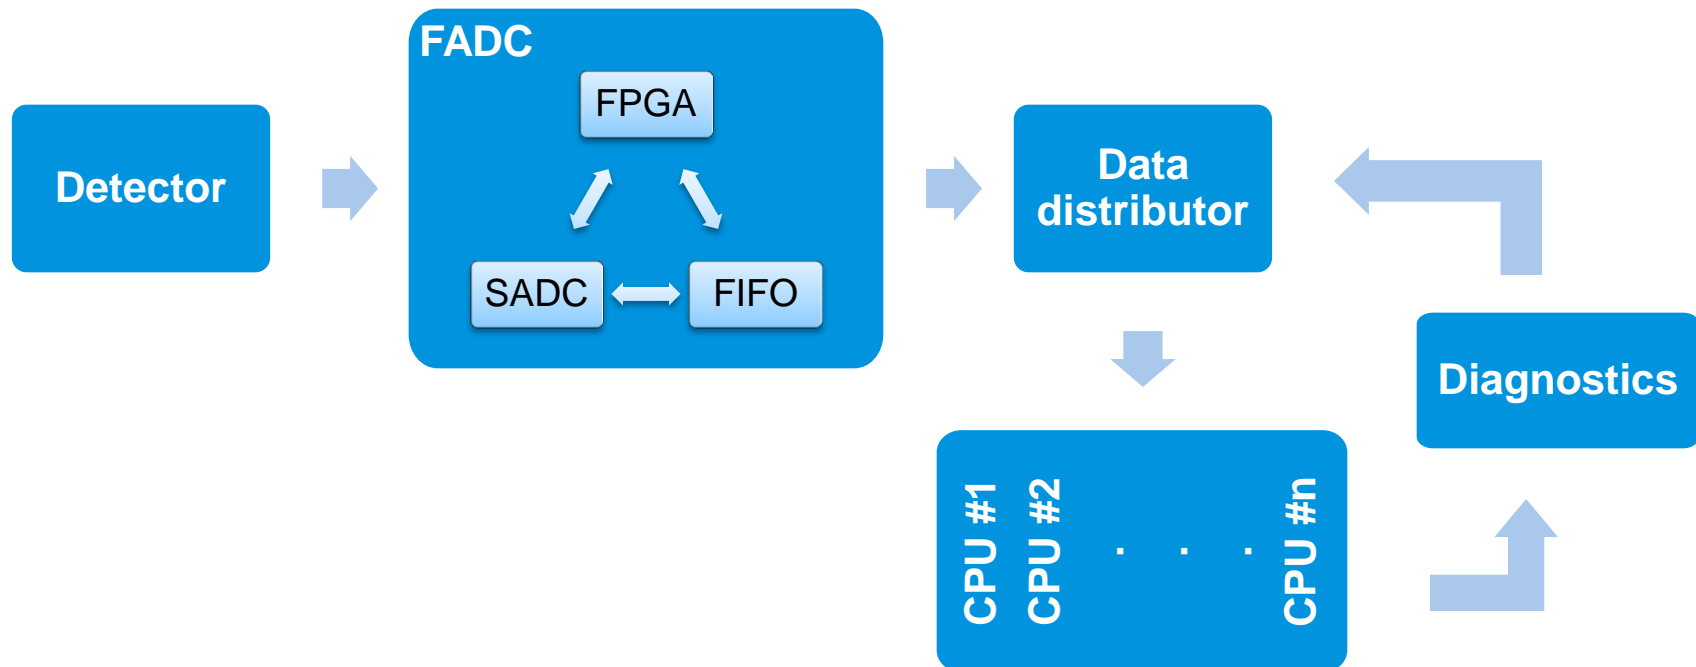 FADC
FPGA
Detector
Data
distributor
SADC
FIFO
Diagnostics
CPU #1
CPU #2
. . .
CPU #n